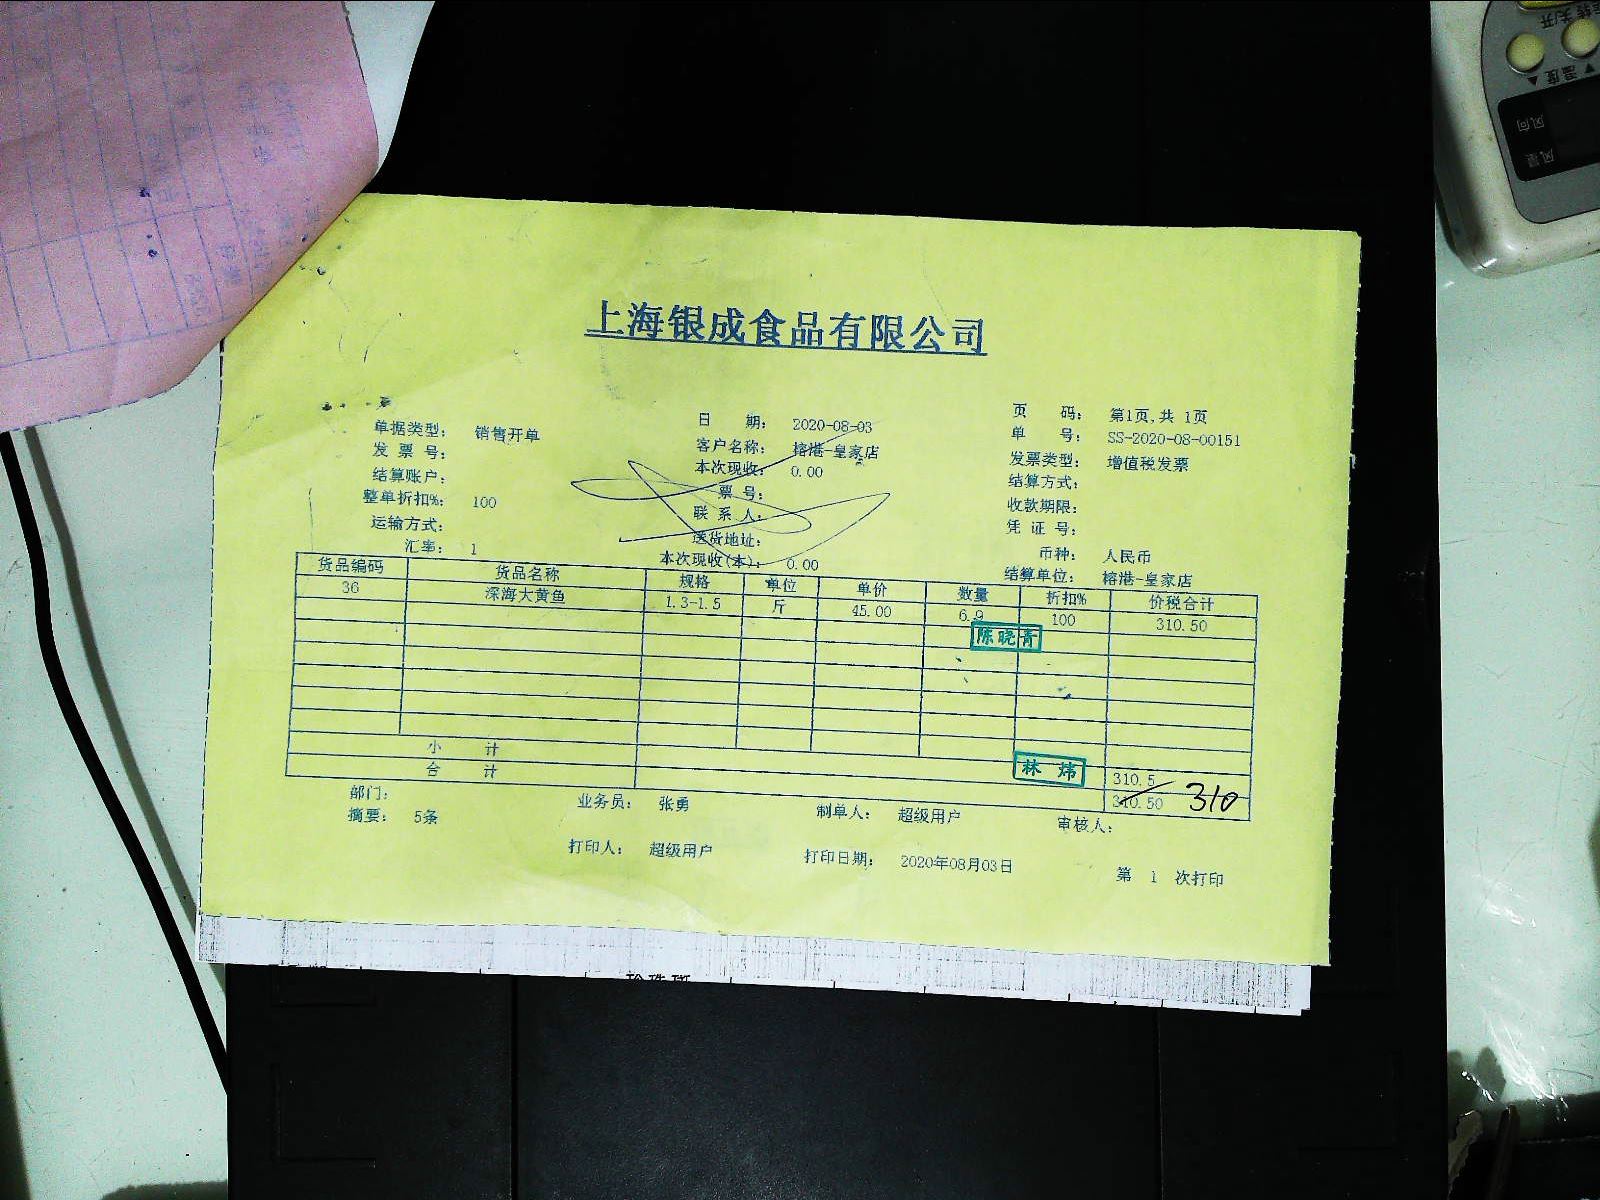 上海银成食品有限公司
单据类型： 销售开单 日 期： 2020-08-03 页 码： 第1页,共 1页
发 票 号： 客户名称： 榕港-皇家店 单 号： SS-2020-08-00151
结算账户： 本次现收： 0.00 发票类型： 增值税发票
整单折扣%： 100 票 号： 结算方式：
运输方式： 联 系 人： 收款期限：
汇率： 1 送货地址： 凭 证 号：
本次现收(本)： 0.00 币种： 人民币
结算单位： 榕港-皇家店
货品编码 货品名称 规格 单位 单价 数量 折扣% 价税合计
36 深海大黄鱼 1.3-1.5 斤 45.00 6.9 100 310.50
陈晓青
小 计 310.5
林 炜
合 计 310.50 310
部门： 业务员： 张勇 制单人： 超级用户 审核人：
摘要： 5条
打印人： 超级用户 打印日期： 2020年08月03日 第 1 次打印
温度
风向
风量